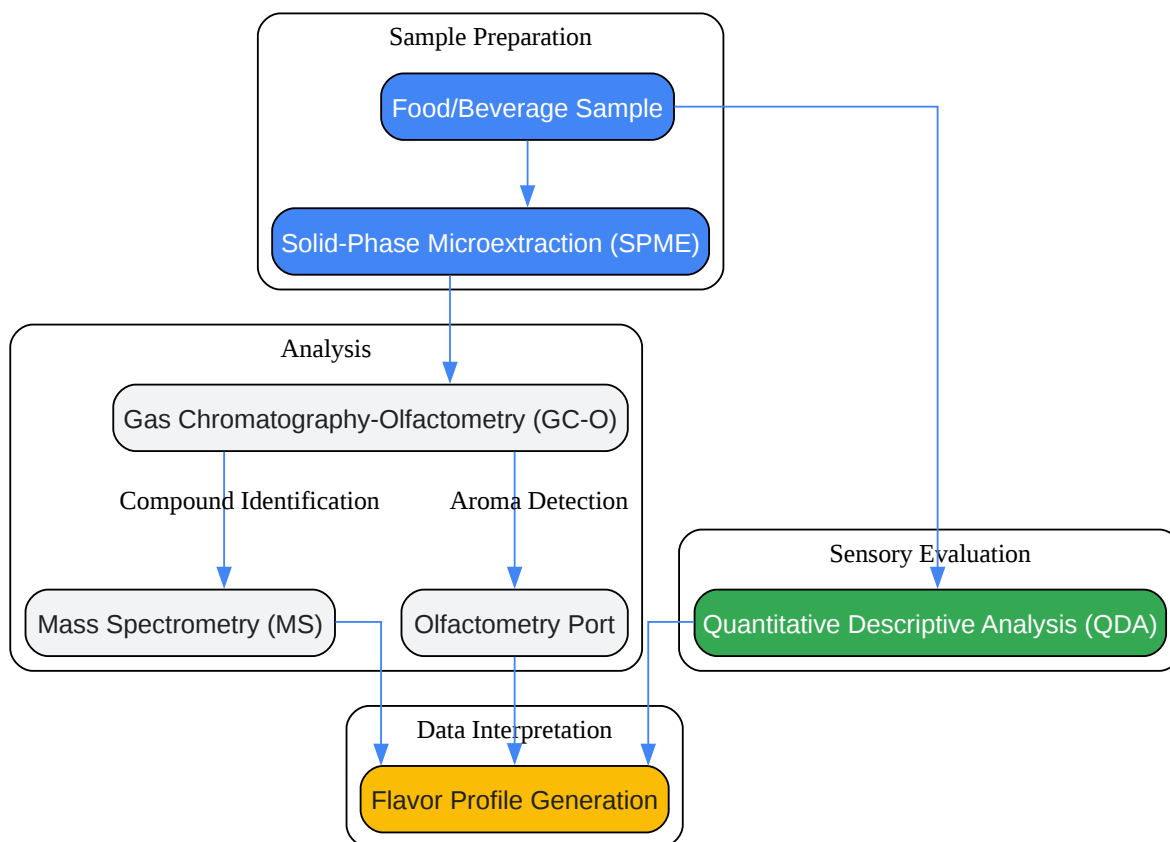 Sample Preparation
Food/Beverage Sample
Solid-Phase Microextraction (SPME)
Analysis
Gas Chromatography-Olfactometry (GC-O)
Compound Identification
Aroma Detection
Mass Spectrometry (MS)
Olfactometry Port
Sensory Evaluation
Quantitative Descriptive Analysis (QDA)
Data Interpretation
Flavor Profile Generation